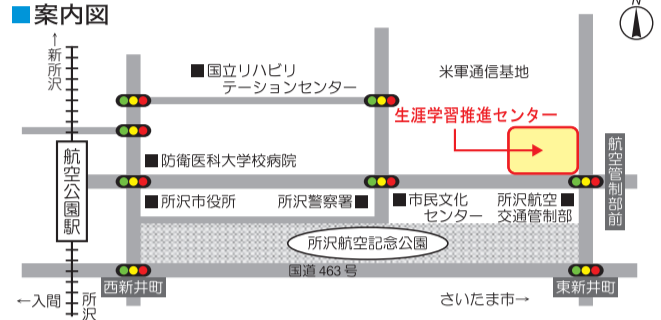 ■案内図
N
↑新所沢
■国立リハビリ
テーションセンター
米軍通信基地
生涯学習推進センター
■防衛医科大学校病院
航空公園駅
航空管制部前
■所沢市役所
所沢警察署■
■市民文化
センター
所沢航空■
交通管制部
所沢航空記念公園
国道 463 号
西新井町
東新井町
←入間
所沢
さいたま市→